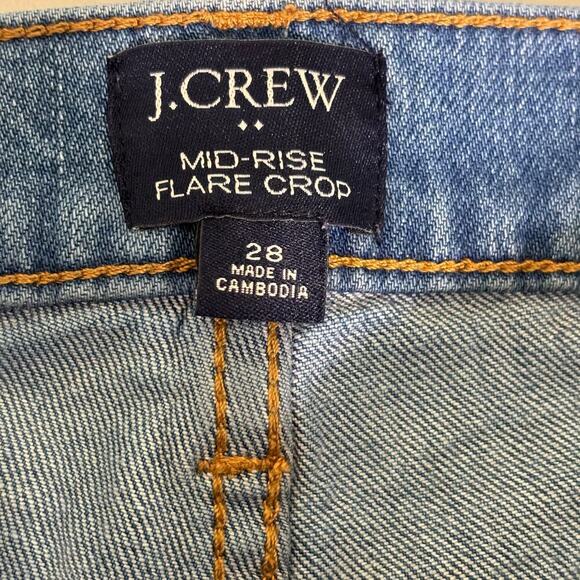 J.CREW
MID-RISE
FLARE CROP
28
MADE IN
CAMBODIA